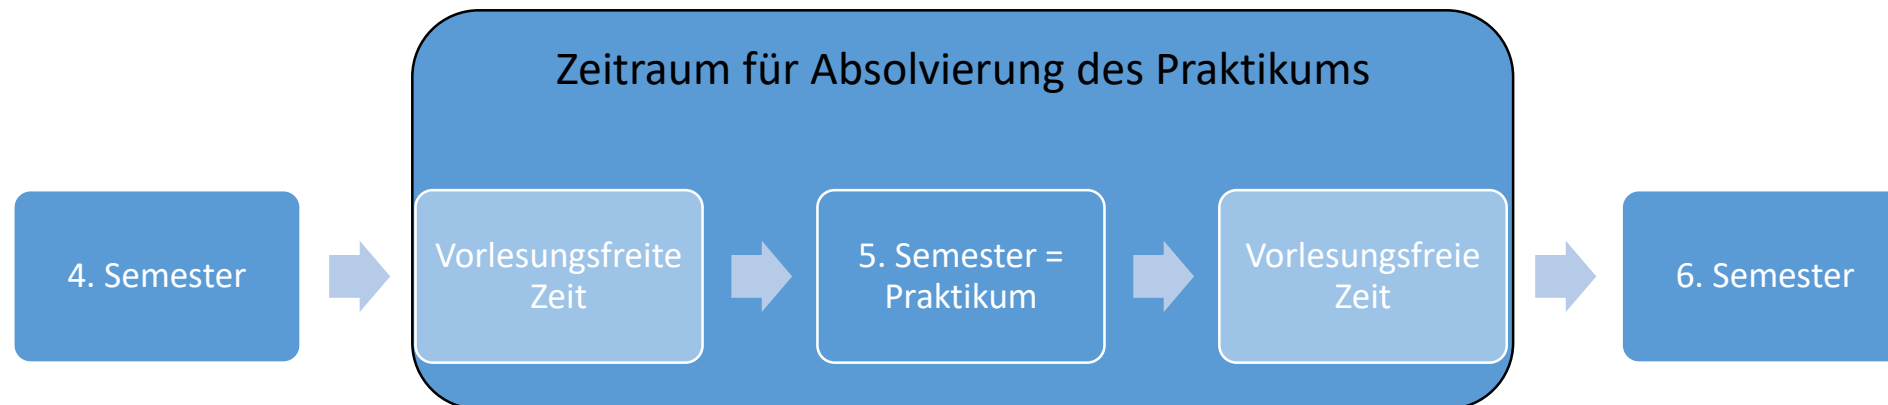 Zeitraum für Absolvierung des Praktikums
4. Semester
Vorlesungsfreite
Zeit
5. Semester =
Praktikum
Vorlesungsfreie
Zeit
6. Semester